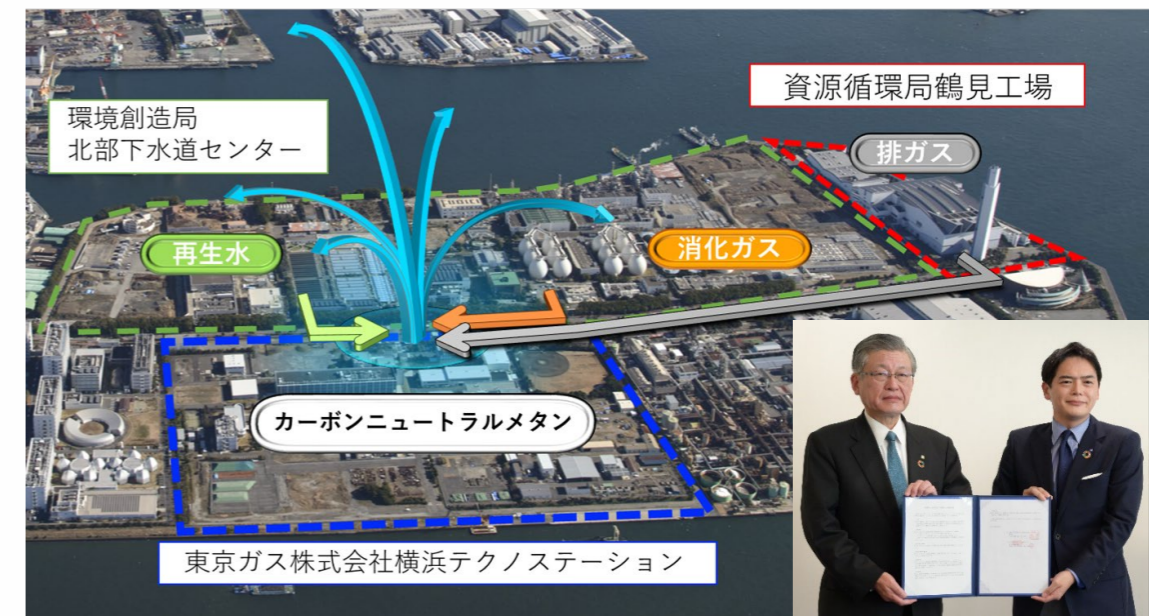 環境創造局
北部下水道センター
資源循環局鶴見工場
排ガス
再生水
消化ガス
カーボンニュートラルメタン
東京ガス株式会社横浜テクノステーション